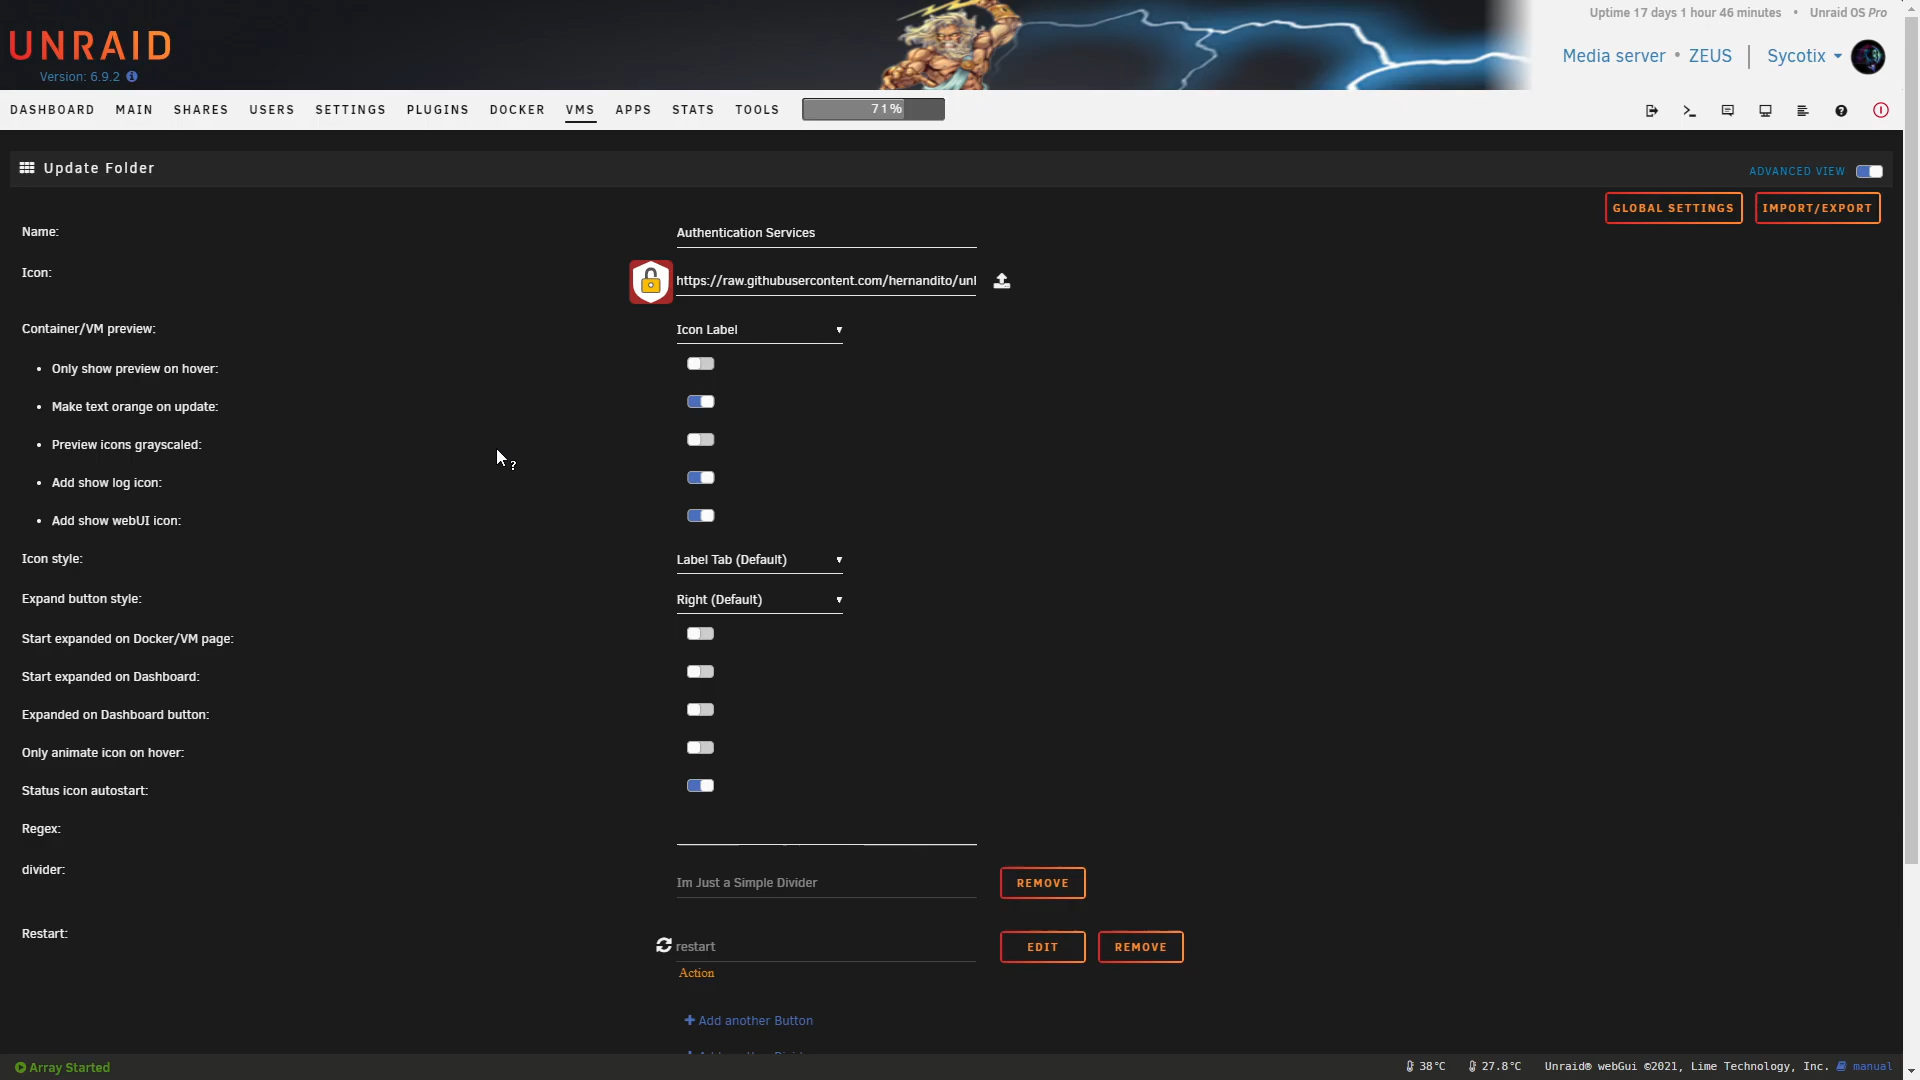 Uptime 17 days 1 hour 46 minutes • Unraid OS Pro
UNRAID
Version: 6.9.2
Media server • ZEUS | Sycotix
DASHBOARD MAIN SHARES USERS SETTINGS PLUGINS DOCKER VMS APPS STATS TOOLS 71%
Update Folder
ADVANCED VIEW
GLOBAL SETTINGS IMPORT/EXPORT
Name: Authentication Services
Icon: https://raw.githubusercontent.com/hernandito/unl
Container/VM preview: Icon Label
• Only show preview on hover:
• Make text orange on update:
• Preview icons grayscaled:
• Add show log icon:
• Add show webUI icon:
Icon style: Label Tab (Default)
Expand button style: Right (Default)
Start expanded on Docker/VM page:
Start expanded on Dashboard:
Expanded on Dashboard button:
Only animate icon on hover:
Status icon autostart:
Regex:
divider: Im Just a Simple Divider REMOVE
Restart: restart EDIT REMOVE
Action
Add another Button
Array Started 38°C 27.8°C Unraid® webGui ©2021, Lime Technology, Inc. manual